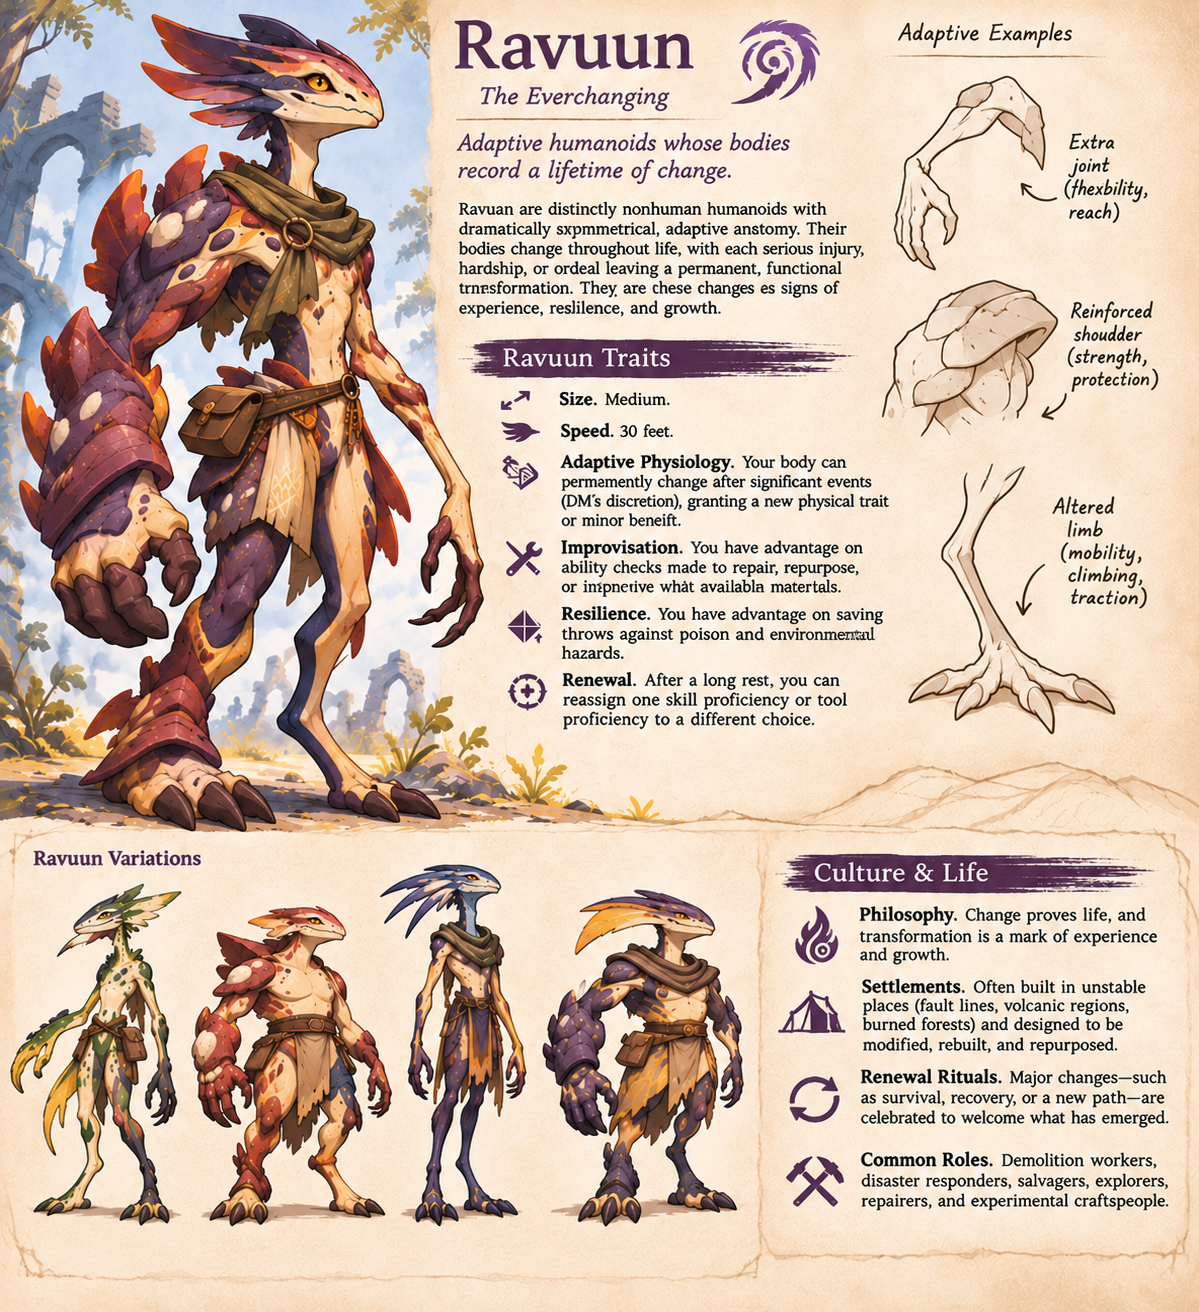 Ravuun
The Everchanging
Adaptive humanoids whose bodies
record a lifetime of change.
Ravuan are distinctly nonhuman humanoids with
dramatically sxpmmetrical, adaptive anstomy. Their
bodies change throughout life, with each serious injury,
hardship, or ordeal leaving a permanent, functional
trnrsformation. They are these changes es signs of
experience, reslilence, and growth.
Ravuun Traits
Size. Medium.
Speed. 30 feet.
Adaptive Physiology. Your body can
permemently change after significant events
(DM's discretion), granting a new physical trait
or minor beneift.
Improvisation. You have advantage on
ability checks made to repair, repurpose,
or what availabla matertals.
Resilience. You have advantage on saving
throws against poison and
hazards.
Renewal. After a long rest, you can
reassign one skill proficiency or tool
proficiency to a different choice.
Adaptive Examples
Extra
joint
(fhexbility,
reach)
Reinforced
shoudder
(strength,
protection)
Altered
limb
(mobility,
climbing,
traction)
Ravuun Variations
Culture & Life
Philosophy. Change proves life, and
transformation is a mark of experience
and growth.
Settlements. Often built in unstable
places (fault lines, volcanic regions,
burned forests) and designed to be
modified, rebuilt, and repurposed.
Renewal Rituals. Major changes—such
as survival, recovery, or a new path—are
celebrated to welcome what has emerged.
Common Roles. Demolition workers,
disaster responders, salvagers, explorers,
repairers, and experimental craftspeople.